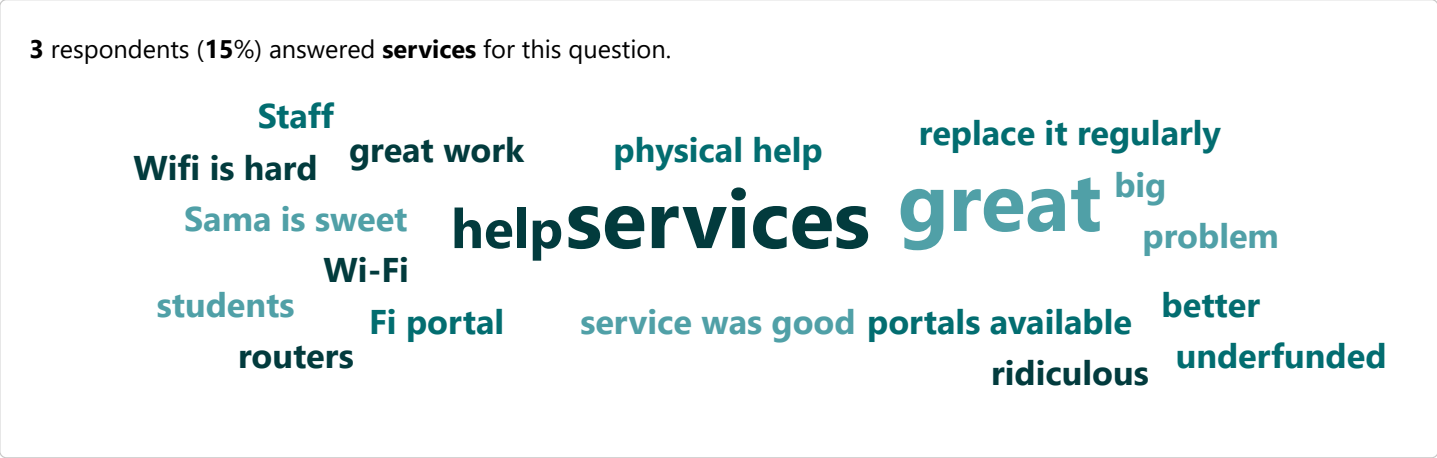 3 respondents (15%) answered services for this question.
Staff
replace it regularly
great work
physical help
Wifi is hard
big
great
Sama is sweet
services
help
problem
Wi-Fi
students
better
Fi portal
service was good
portals available
routers
underfunded
ridiculous